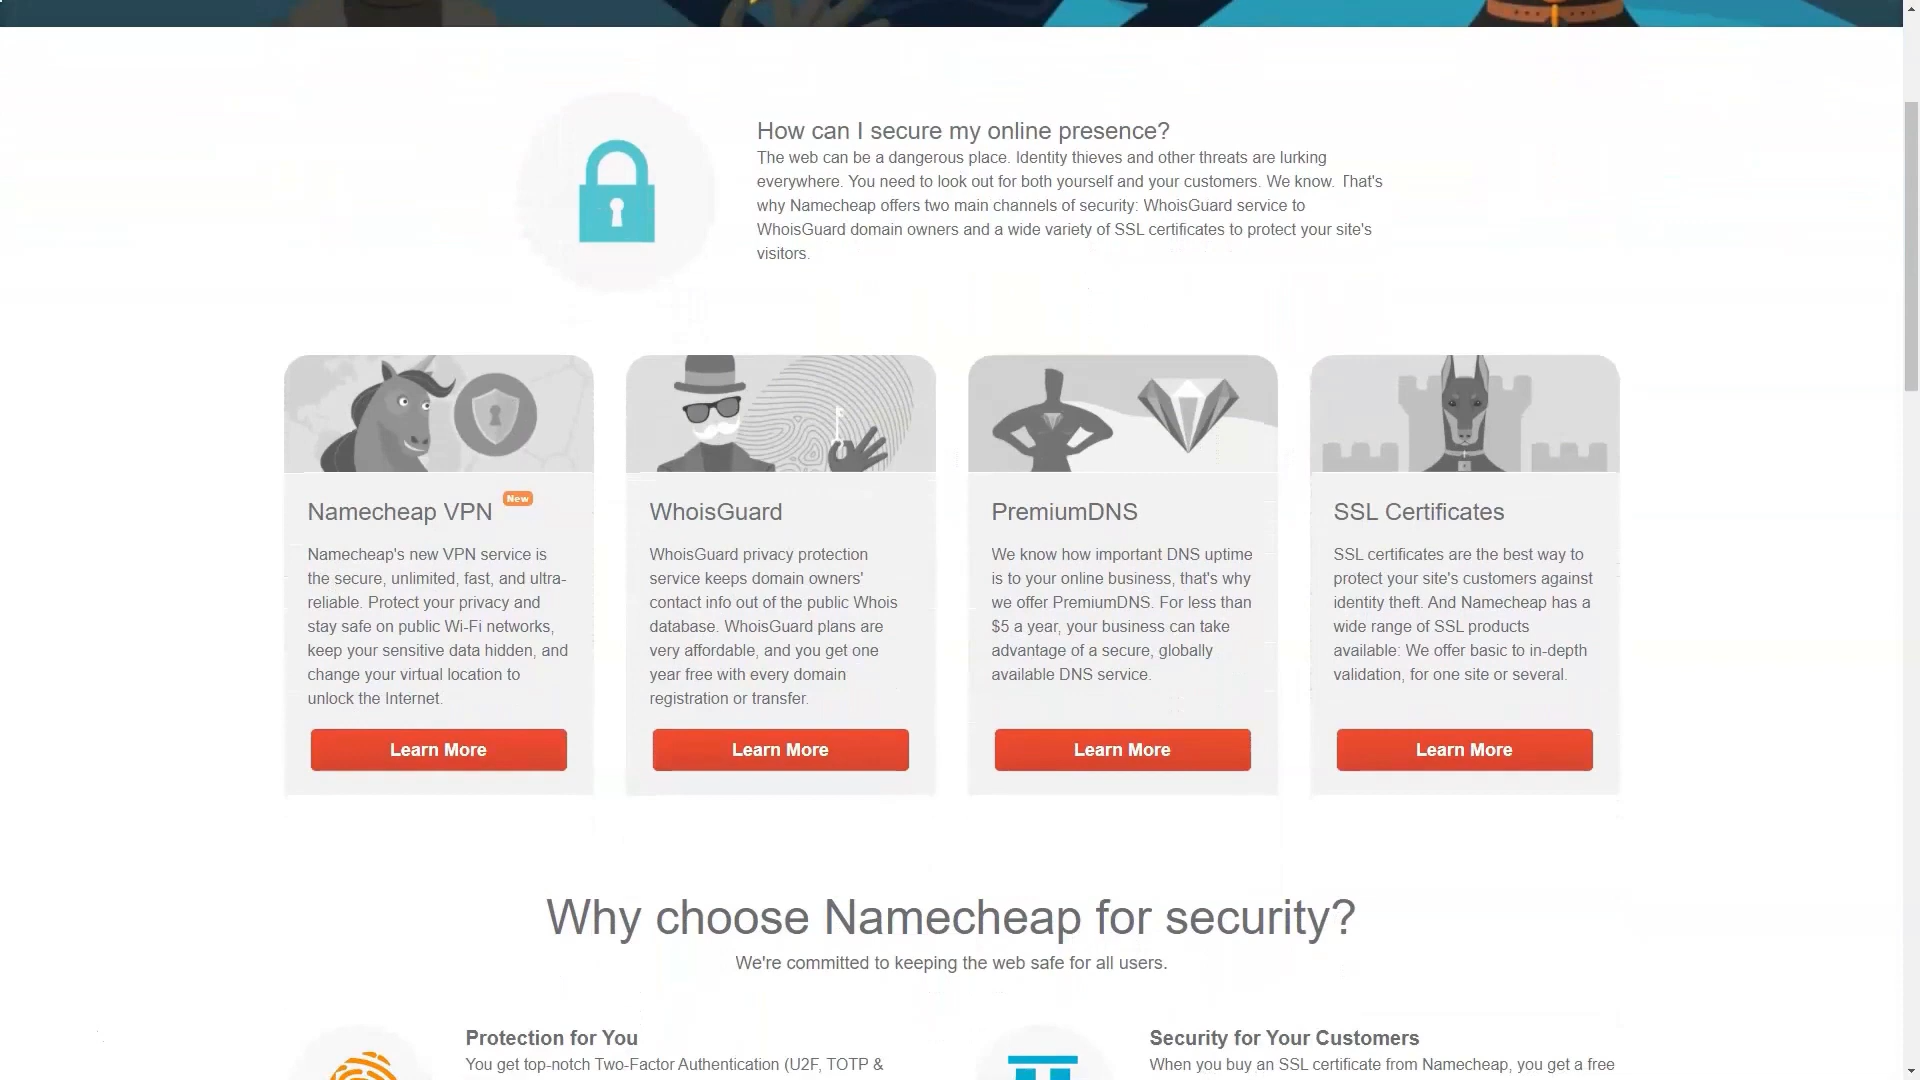 How can I secure my online presence?
The web can be a dangerous place. Identity thieves and other threats are lurking
everywhere. You need to look out for both yourself and your customers. We know. That's
why Namecheap offers two main channels of security: WhoisGuard service to
WhoisGuard domain owners and a wide variety of SSL certificates to protect your site's
visitors.
Namecheap VPN New
Namecheap's new VPN service is
the secure, unlimited, fast, and ultra-
reliable. Protect your privacy and
stay safe on public Wi-Fi networks,
keep your sensitive data hidden, and
change your virtual location to
unlock the Internet.
Learn More
WhoisGuard
WhoisGuard privacy protection
service keeps domain owners'
contact info out of the public Whois
database. WhoisGuard plans are
very affordable, and you get one
year free with every domain
registration or transfer.
Learn More
PremiumDNS
We know how important DNS uptime
is to your online business, that's why
we offer PremiumDNS. For less than
$5 a year, your business can take
advantage of a secure, globally
available DNS service.
Learn More
SSL Certificates
SSL certificates are the best way to
protect your site's customers against
identity theft. And Namecheap has a
wide range of SSL products
available: We offer basic to in-depth
validation, for one site or several.
Learn More
Why choose Namecheap for security?
We're committed to keeping the web safe for all users.
Protection for You
You get top-notch Two-Factor Authentication (U2F, TOTP &
Security for Your Customers
When you buy an SSL certificate from Namecheap, you get a free